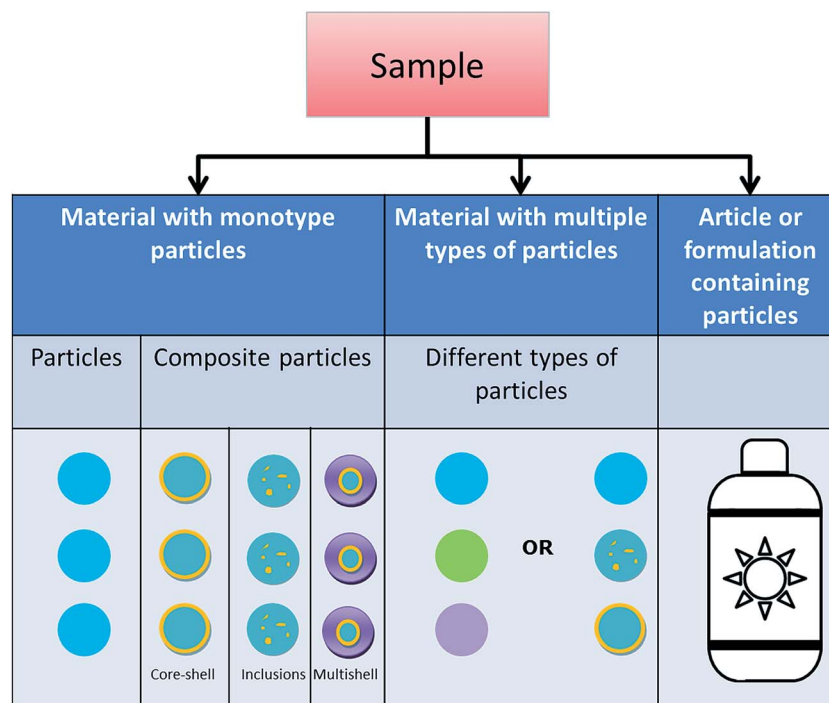 Sample
Material with monotype
particles
Material with multiple
types of particles
Article or
formulation
containing
particles
Particles
Composite particles
Different types of
particles
OR
Core-shell
Inclusions
Multishell